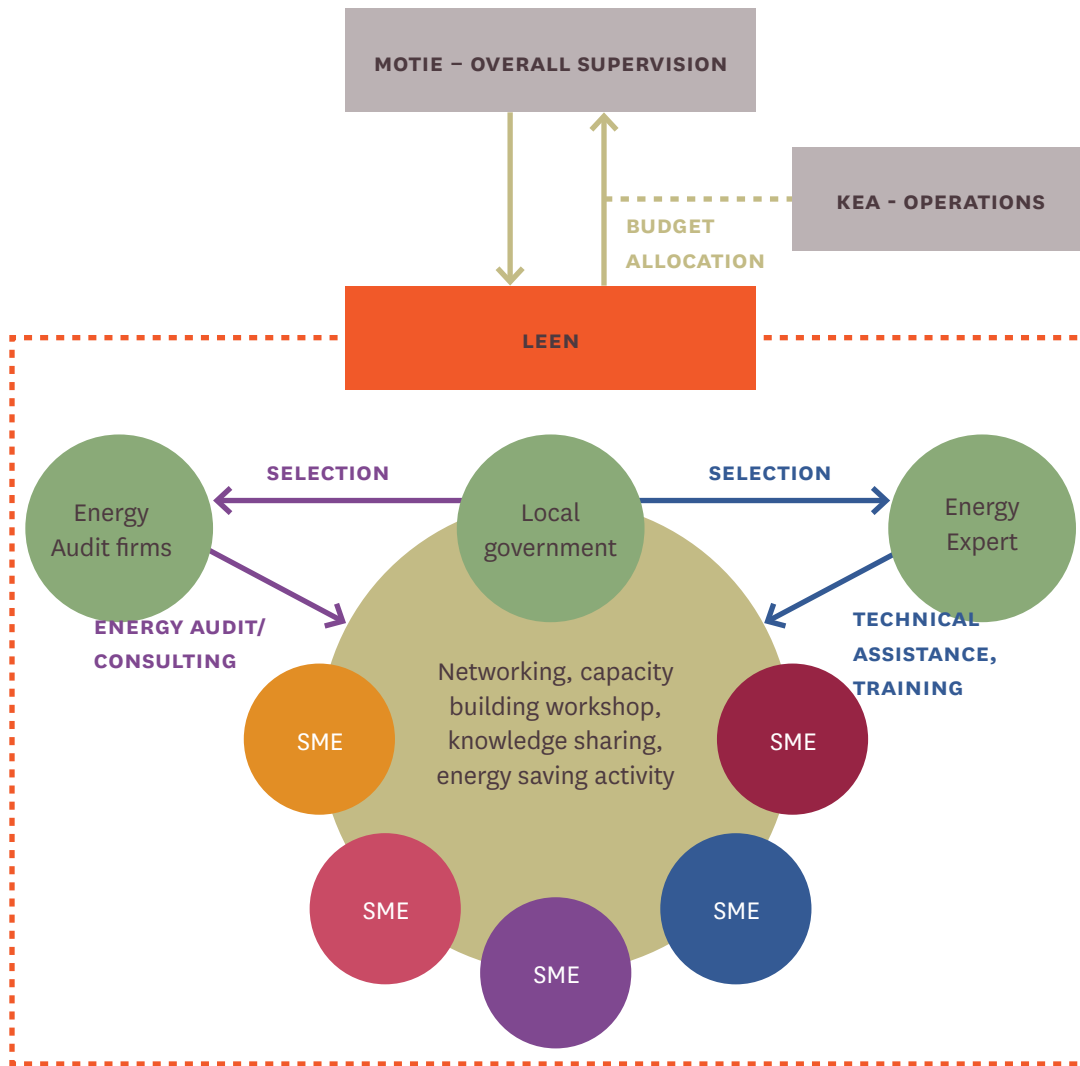 MOTIE – OVERALL SUPERVISION
KEA - OPERATIONS
BUDGET
ALLOCATION
LEEN
SELECTION
SELECTION
Energy
Audit firms
Local
government
Energy
Expert
ENERGY AUDIT/
CONSULTING
TECHNICAL
ASSISTANCE,
TRAINING
Networking, capacity
building workshop,
knowledge sharing,
energy saving activity
SME
SME
SME
SME
SME